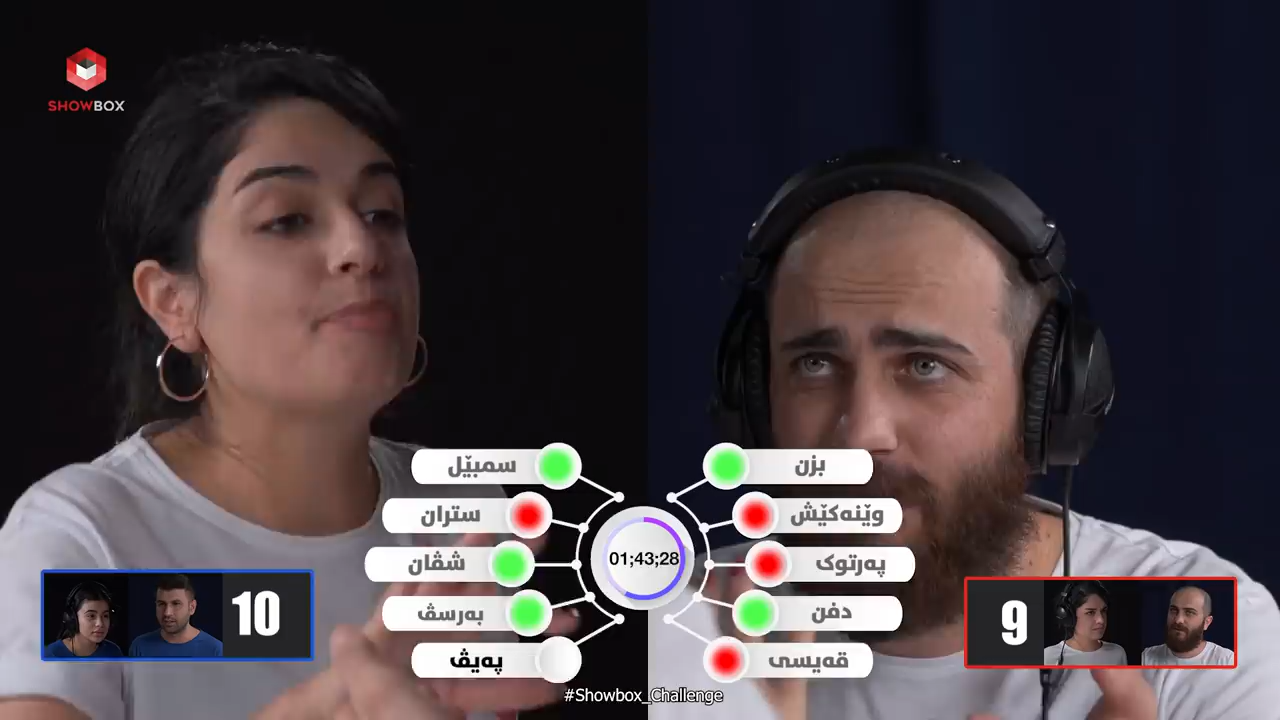 SHOWBOX
سمبێل
بزن
ستران
وێنەکێش
شڤان
پەرتوک
بەرسڤ
دفن
پەیڤ
قەیسی
01;43;28
10
9
#Showbox_Challenge